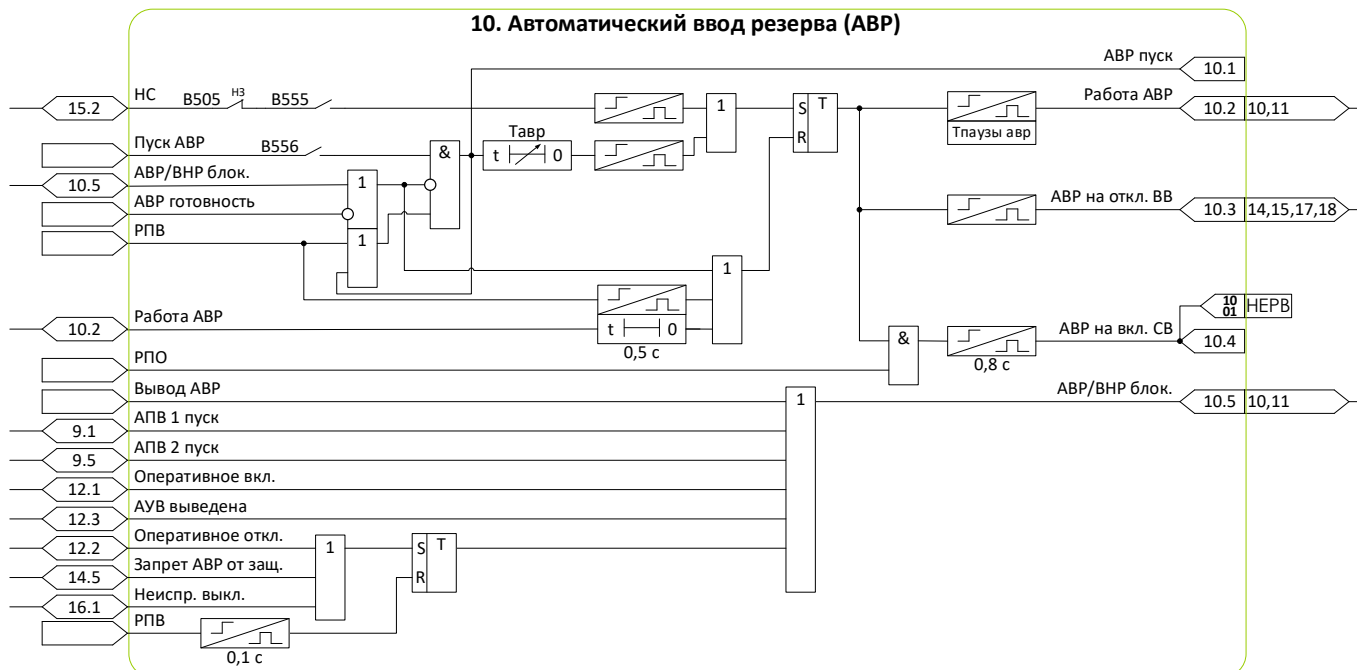 10. Автоматический ввод резерва (АВР)
АВР пуск
10.1
15.2
НС
В505
НЗ
В555
1
S T
R
Работа АВР
10.2 10,11
Тпаузы авр
Пуск АВР
В556
&
Тавр
t 0
10.5
АВР/ВНР блок.
1
АВР готовность
АВР на откл. ВВ
10.3 14,15,17,18
РПВ
1
1
10.2
Работа АВР
t 0
0,5 с
10
01
НЕРВ
АВР на вкл. СВ
10.4
&
0,8 с
РПО
Вывод АВР
1
АВР/ВНР блок.
10.5 10,11
9.1
АПВ 1 пуск
9.5
АПВ 2 пуск
12.1
Оперативное вкл.
12.3
АУВ выведена
12.2
Оперативное откл.
1
S T
R
14.5
Запрет АВР от защ.
16.1
Неиспр. выкл.
РПВ
0,1 с